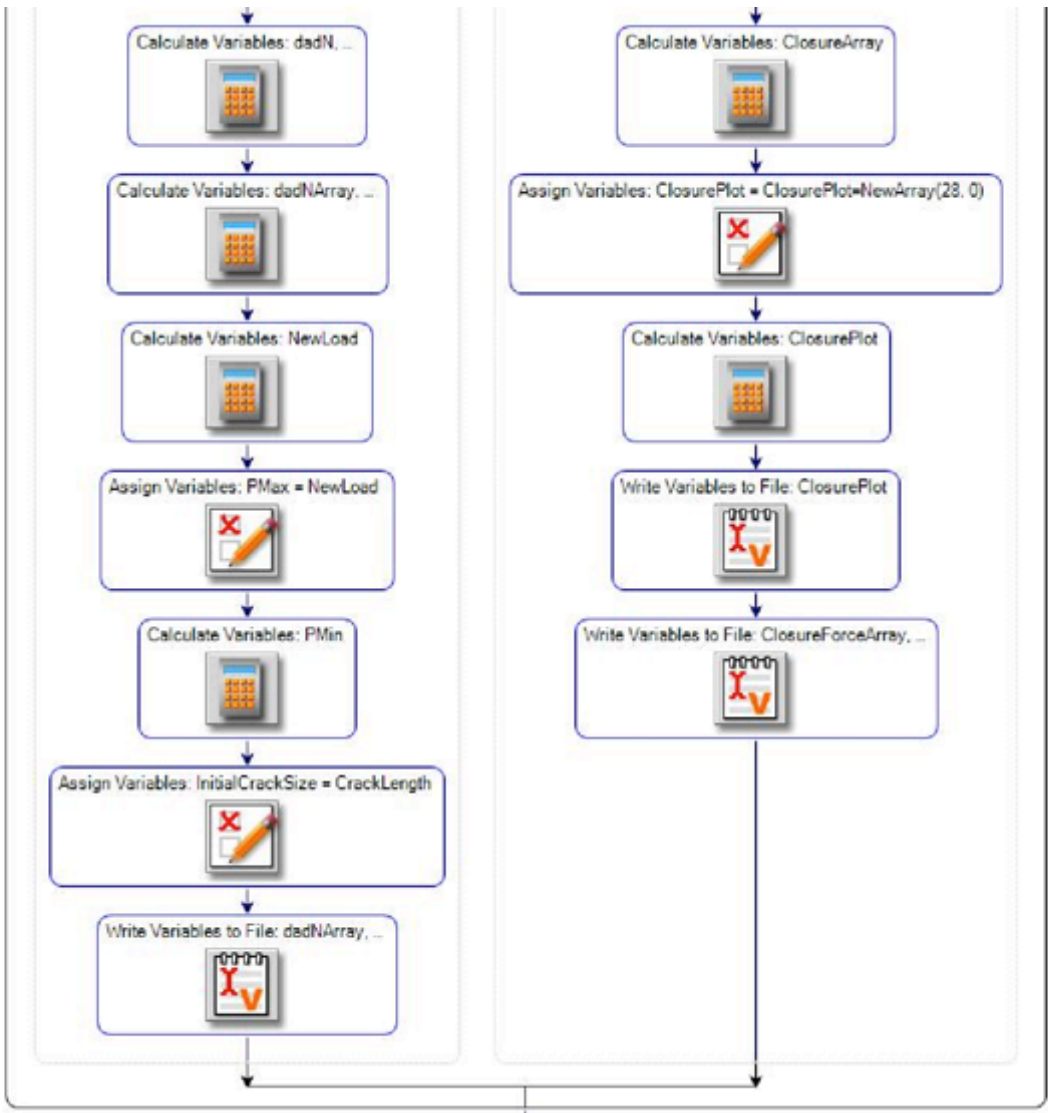 Calculate Variables: dadN, ...
Calculate Variables: dadNArray, ...
Calculate Variables: NewLoad
Assign Variables: PMax = NewLoad
Calculate Variables: PMin
Assign Variables: InitialCrackSize = CrackLength
Write Variables to File: dadNArray, ...
Calculate Variables: ClosureArray
Assign Variables: ClosurePlot = ClosurePlot=NewArray(28, 0)
Calculate Variables: ClosurePlot
Write Variables to File: ClosurePlot
Write Variables to File: ClosureForceArray, ...